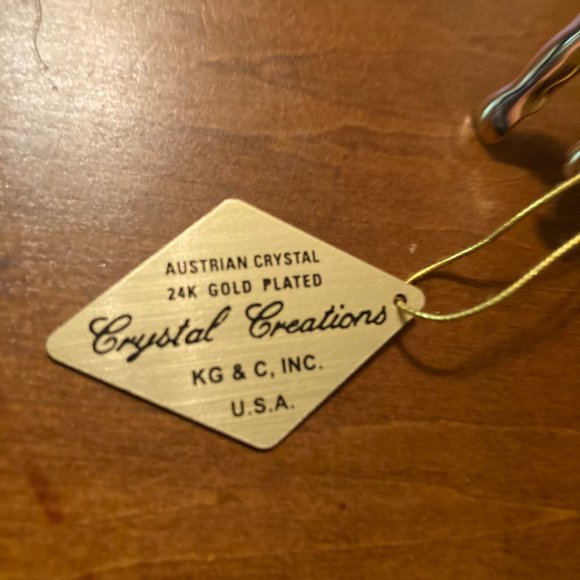 AUSTRIAN CRYSTAL
24K GOLD PLATED
Crystal Creations
KG & C, INC.
U.S.A.